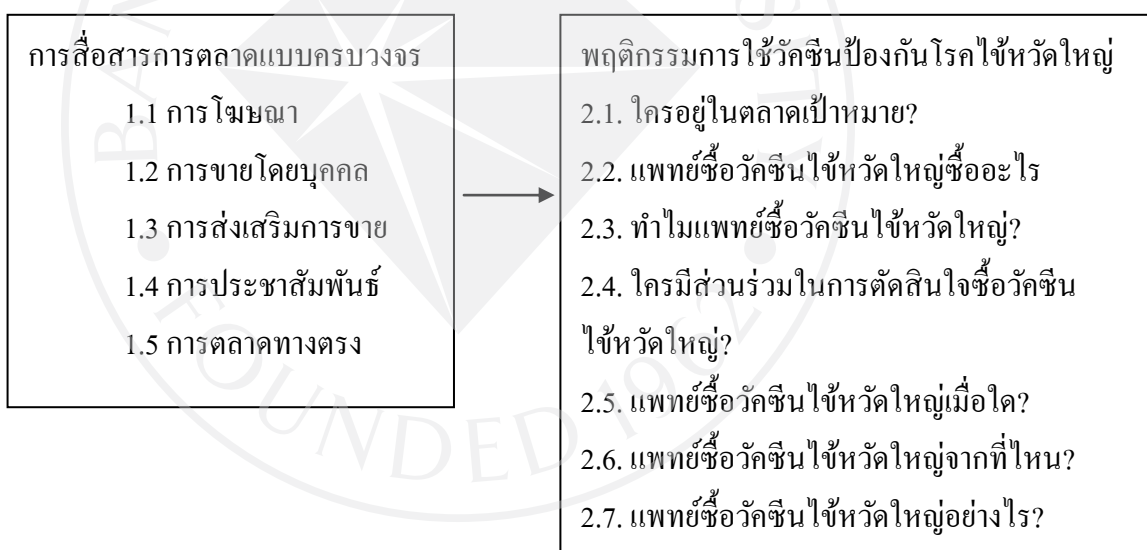 การสื่อสารการตลาดแบบครบวงจร
1.1 การโฆษณา
1.2 การขายโดยบุคคล
1.3 การส่งเสริมการขาย
1.4 การประชาสัมพันธ์
1.5 การตลาดทางตรง
พฤติกรรมการใช้วัคซีนป้องกันโรคไข้หวัดใหญ่
2.1. ใครอยู่ในตลาดเป้าหมาย?
2.2. แพทย์ซื้อวัคซีนไข้หวัดใหญ่ซื้ออะไร
2.3. ทำไมแพทย์ซื้อวัคซีนไข้หวัดใหญ่?
2.4. ใครมีส่วนร่วมในการตัดสินใจซื้อวัคซีน
ไข้หวัดใหญ่?
2.5. แพทย์ซื้อวัคซีนไข้หวัดใหญ่เมื่อใด?
2.6. แพทย์ซื้อวัคซีนไข้หวัดใหญ่จากที่ไหน?
2.7. แพทย์ซื้อวัคซีนไข้หวัดใหญ่อย่างไร?
FOUNDED 1962